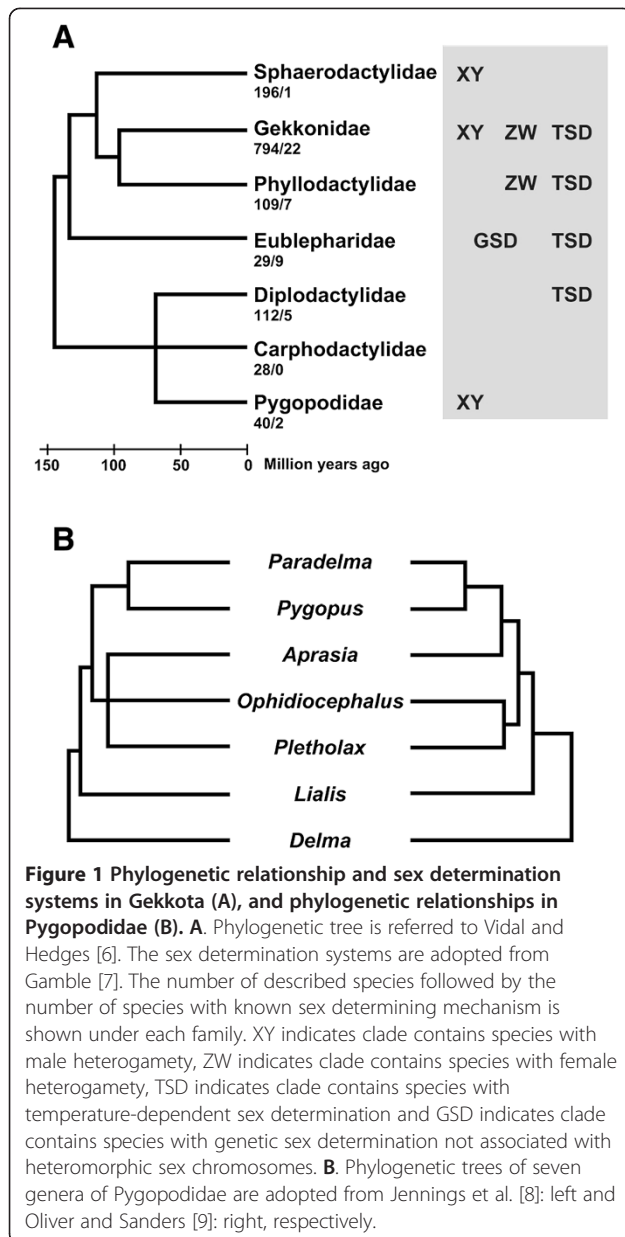 A
Sphaerodactylidae XY
196/1
Gekkonidae XY ZW TSD
794/22
Phyllodactylidae ZW TSD
109/7
Eublepharidae GSD TSD
29/9
Diplodactylidae TSD
112/5
Carphodactylidae
28/0
Pygopodidae XY
40/2
150 100 50 0 Million years ago
B
Paradelma
Pygopus
Aprasia
Ophidiocephalus
Pletholax
Lialis
Delma
Figure 1 Phylogenetic relationship and sex determination
systems in Gekkota (A), and phylogenetic relationships in
Pygopodidae (B). A. Phylogenetic tree is referred to Vidal and
Hedges [6]. The sex determination systems are adopted from
Gamble [7]. The number of described species followed by the
number of species with known sex determining mechanism is
shown under each family. XY indicates clade contains species with
male heterogamety, ZW indicates clade contains species with female
heterogamety, TSD indicates clade contains species with
temperature-dependent sex determination and GSD indicates clade
contains species with genetic sex determination not associated with
heteromorphic sex chromosomes. B. Phylogenetic trees of seven
genera of Pygopodidae are adopted from Jennings et al. [8]: left and
Oliver and Sanders [9]: right, respectively.